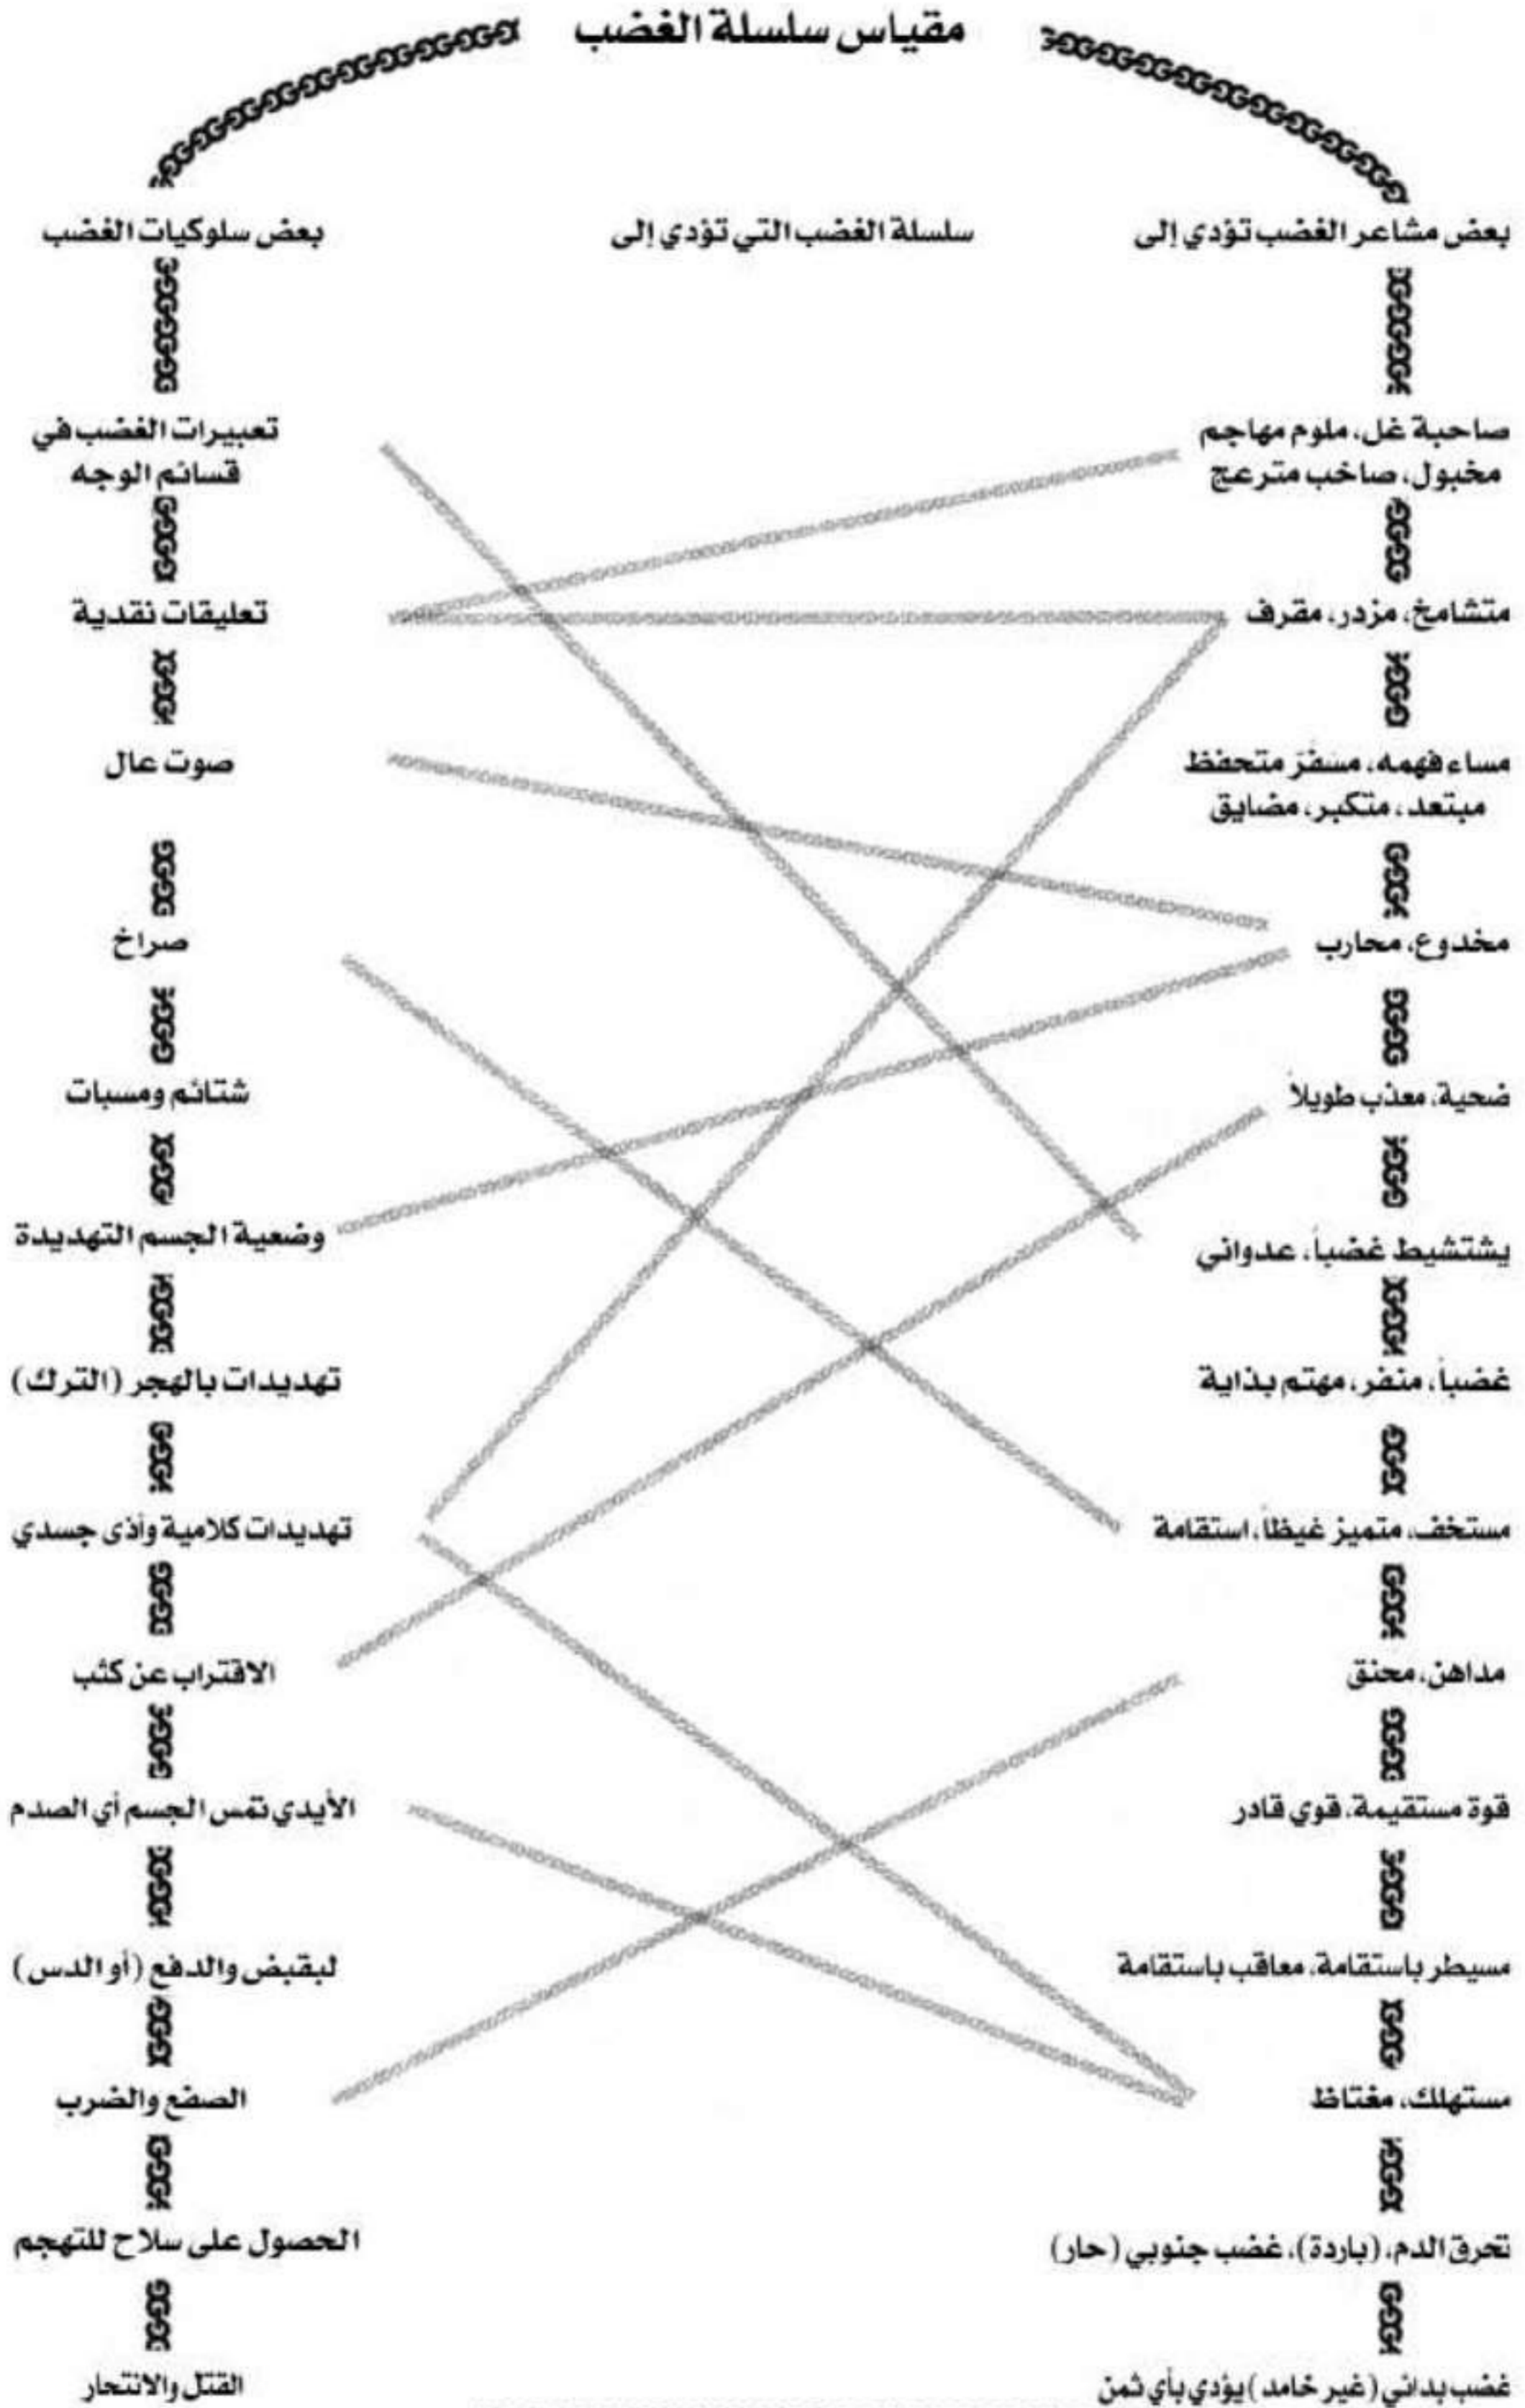 مقياس سلسلة الغضب
بعض مشاعر الغضب تؤدي إلى
سلسلة الغضب التي تؤدي إلى
بعض سلوكيات الغضب
صاحبة غل، ملوم مهاجم
مخبول، صاخب مترعج
تعبيرات الغضب في
قسائم الوجه
متشامخ، مزدر، مقرف
تعليقات نقدية
مساء فهمه، مسفز متحفظ
مبتعد، متكبر، مضايق
صوت عال
مخدوع، محارب
صراخ
ضحية، معذب طويلاً
شتائم ومسبات
يشتشيط غضباً، عدواني
وضعية الجسم التهديدة
غضباً، منفر، مهتم بذاية
تهديدات بالهجر (الترك)
مستخف، متميز غيظاً، استقامة
تهديدات كلامية وأذى جسدي
مداهن، محنق
الاقتراب عن كثب
قوة مستقيمة، قوي قادر
الأيدي تمس الجسم أي الصدم
مسيطر باستقامة، معاقب باستقامة
لبقبض والدفع (أو الدس)
مستهلك، مغتاظ
الصفع والضرب
تحرق الدم، (باردة)، غضب جنوبي (حار)
الحصول على سلاح للتهجم
غضب بدائي (غير خامد) يؤدي بأي ثمن
القتل والانتحار